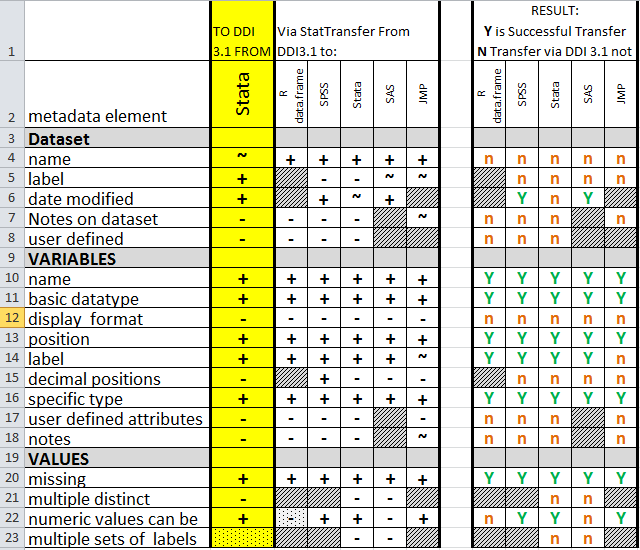 1 TO DDI 3.1 FROM Via StatTransfer From DDI3.1 to: RESULT: Y is Successful Transfer N Transfer via DDI 3.1 not
2 metadata element Stata R data.frame SPSS Stata SAS JMP R data.frame SPSS Stata SAS JMP
3 Dataset
4 name ~ + + + + + n n n n n
5 label + - - ~ ~ n n n n
6 date modified + + ~ + Y n Y
7 Notes on dataset - - - - ~ n n n n
8 user defined - - - - n n n
9 VARIABLES
10 name + + + + + + Y Y Y Y Y
11 basic datatype + + + + + + Y Y Y Y Y
12 display format - - - - - - n n n n n
13 position + + + + + + Y Y Y Y Y
14 label + + + + + ~ Y Y Y Y n
15 decimal positions - + - - - n n n n
16 specific type + + + + + + Y Y Y Y Y
17 user defined attributes - - - - - n n n n
18 notes - - - - ~ n n n n
19 VALUES
20 missing + + + + + + Y Y Y Y Y
21 multiple distinct - - - n n
22 numeric values can be + - + + - + n Y Y n Y
23 multiple sets of labels - - n n